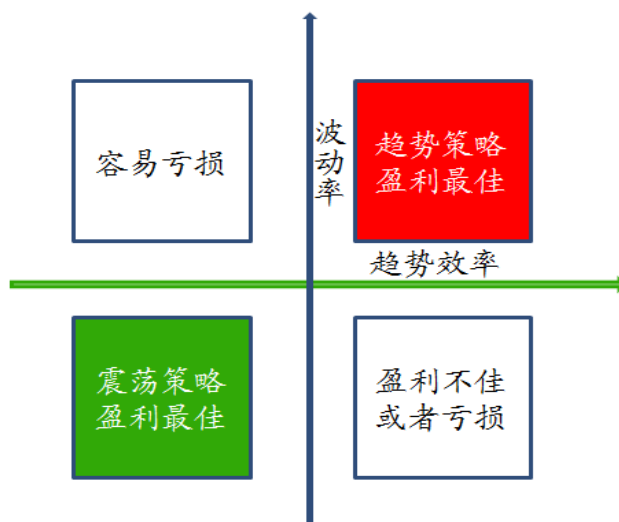 容易亏损
波动率
趋势策略
盈利最佳
趋势效率
震荡策略
盈利最佳
盈利不佳
或者亏损